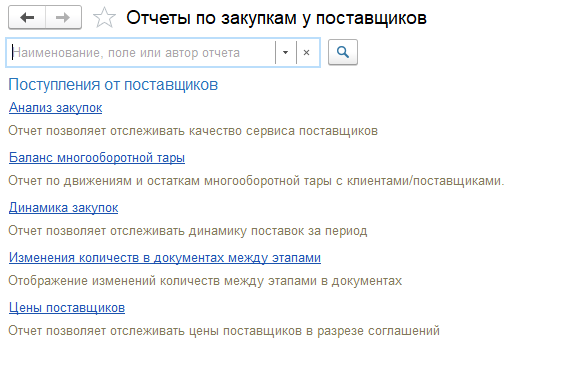 Отчеты по закупкам у поставщиков
Наименование, поле или автор отчета
Поступления от поставщиков
Анализ закупок
Отчет позволяет отслеживать качество сервиса поставщиков
Баланс многооборотной тары
Отчет по движениям и остаткам многооборотной тары с клиентами/поставщиками.
Динамика закупок
Отчет позволяет отслеживать динамику поставок за период
Изменения количеств в документах между этапами
Отображение изменений количеств между этапами в документах
Цены поставщиков
Отчет позволяет отслеживать цены поставщиков в разрезе соглашений